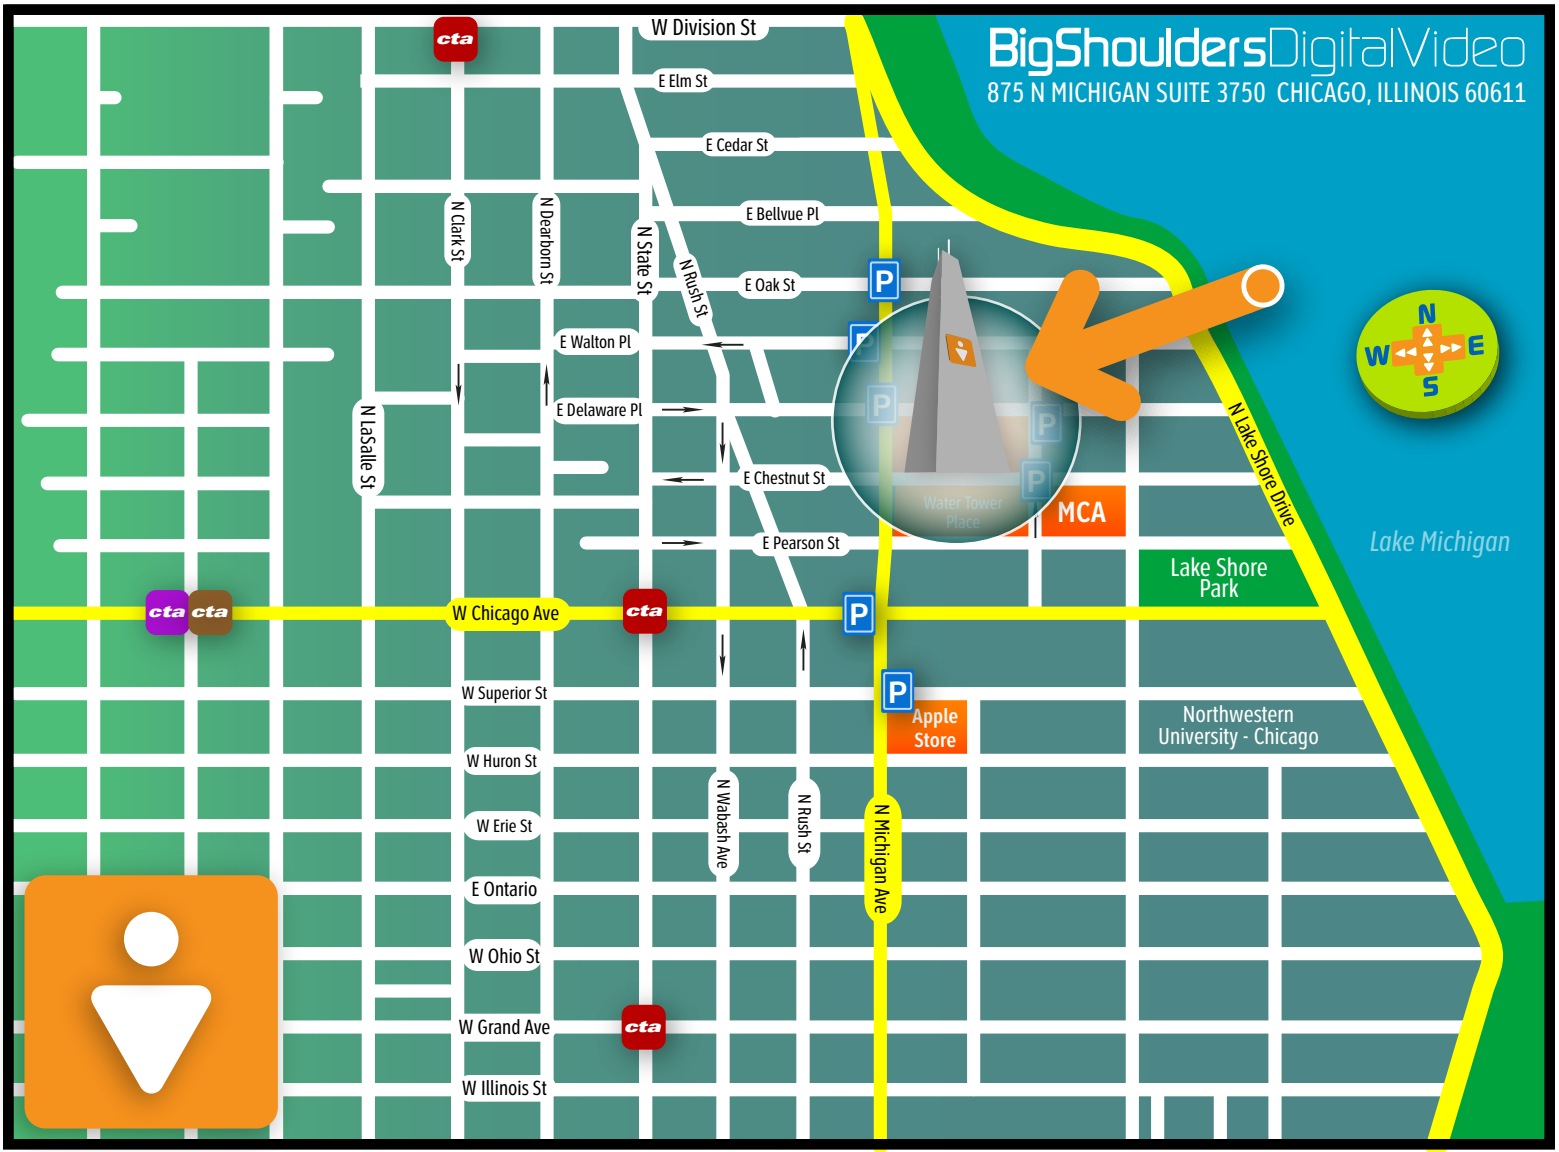 W Division St
BigShouldersDigitalVideo
875 N MICHIGAN SUITE 3750 CHICAGO, ILLINOIS 60611
cta
E Elm St
E Cedar St
N Clark St
N Dearborn St
N State St
E Bellvue Pl
N Rush St
E Oak St
P
E Walton Pl
P
N
W
E
S
N LaSalle St
E Delaware Pl
P
P
N Lake Shore Drive
E Chestnut St
P
Water Tower
Place
MCA
E Pearson St
Lake Michigan
Lake Shore
Park
cta
cta
W Chicago Ave
cta
P
W Superior St
P
Apple
Store
Northwestern
University - Chicago
W Huron St
N Wabash Ave
N Rush St
N Michigan Ave
W Erie St
E Ontario
W Ohio St
W Grand Ave
cta
W Illinois St